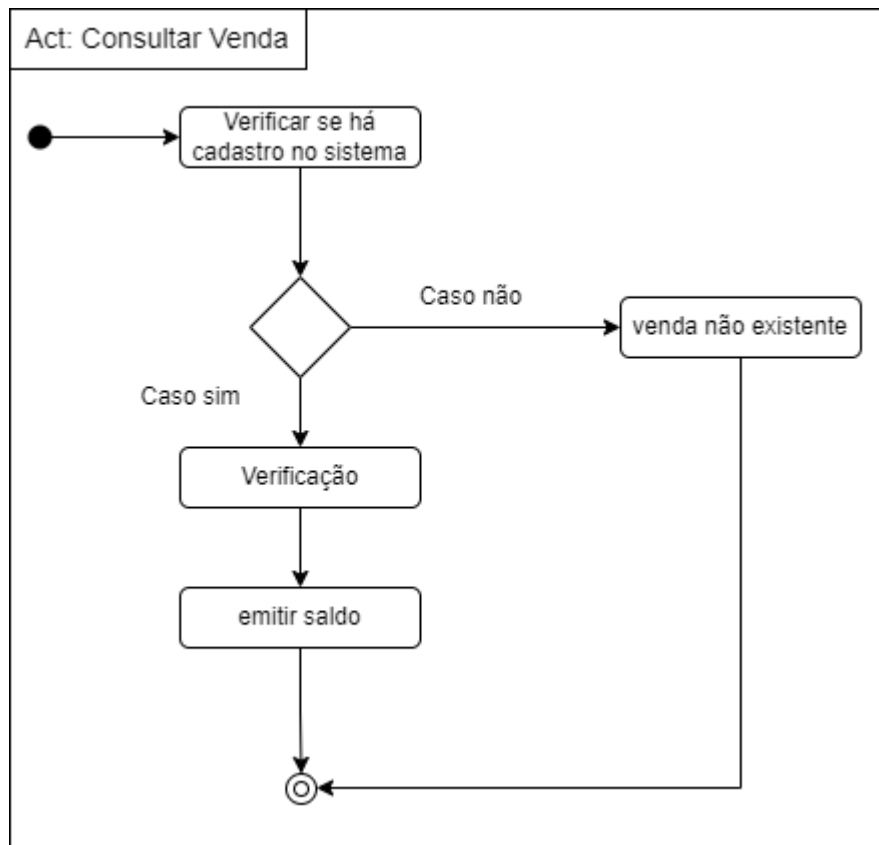 Act: Consultar Venda
Verificar se há
cadastro no sistema
Caso não
venda não existente
Caso sim
Verificação
emitir saldo